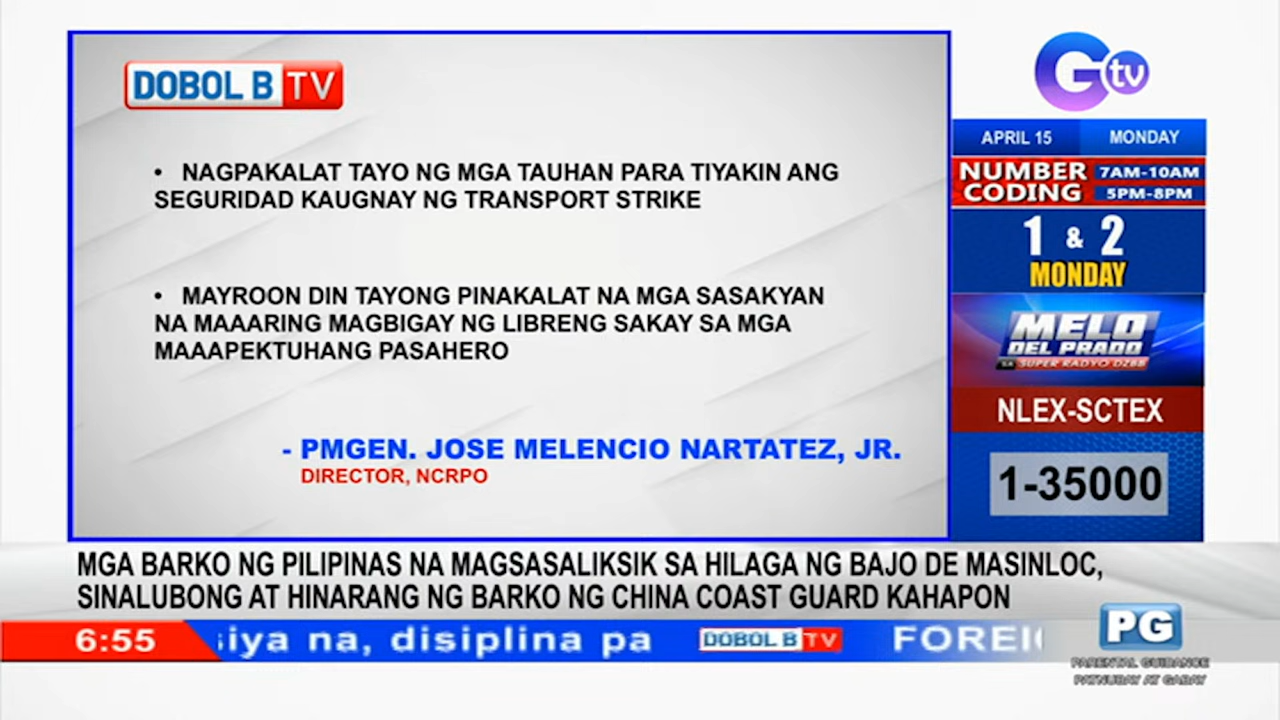 DOBOL B TV
• NAGPAKALAT TAYO NG MGA TAUHAN PARA TIYAKIN ANG
SEGURIDAD KAUGNAY NG TRANSPORT STRIKE
• MAYROON DIN TAYONG PINAKALAT NA MGA SASAKYAN
NA MAAARING MAGBIGAY NG LIBRENG SAKAY SA MGA
MAAAPEKTUHANG PASAHERO
- PMGEN. JOSE MELENCIO NARTATEZ, JR.
DIRECTOR, NCRPO
Gtv
APRIL 15 MONDAY
NUMBER CODING
7AM-10AM
5PM-8PM
1 & 2
MONDAY
MELO
DEL PRADO
SA SUPER RADYO DZBB
NLEX-SCTEX
1-35000
MGA BARKO NG PILIPINAS NA MAGSASALIKSIK SA HILAGA NG BAJO DE MASINLOC,
SINALUBONG AT HINARANG NG BARKO NG CHINA COAST GUARD KAHAPON
6:55 siya na, disiplina pa DOBOL B TV FOREI
PG
PARENTAL GUIDANCE
PATNUBAY AT GABAY